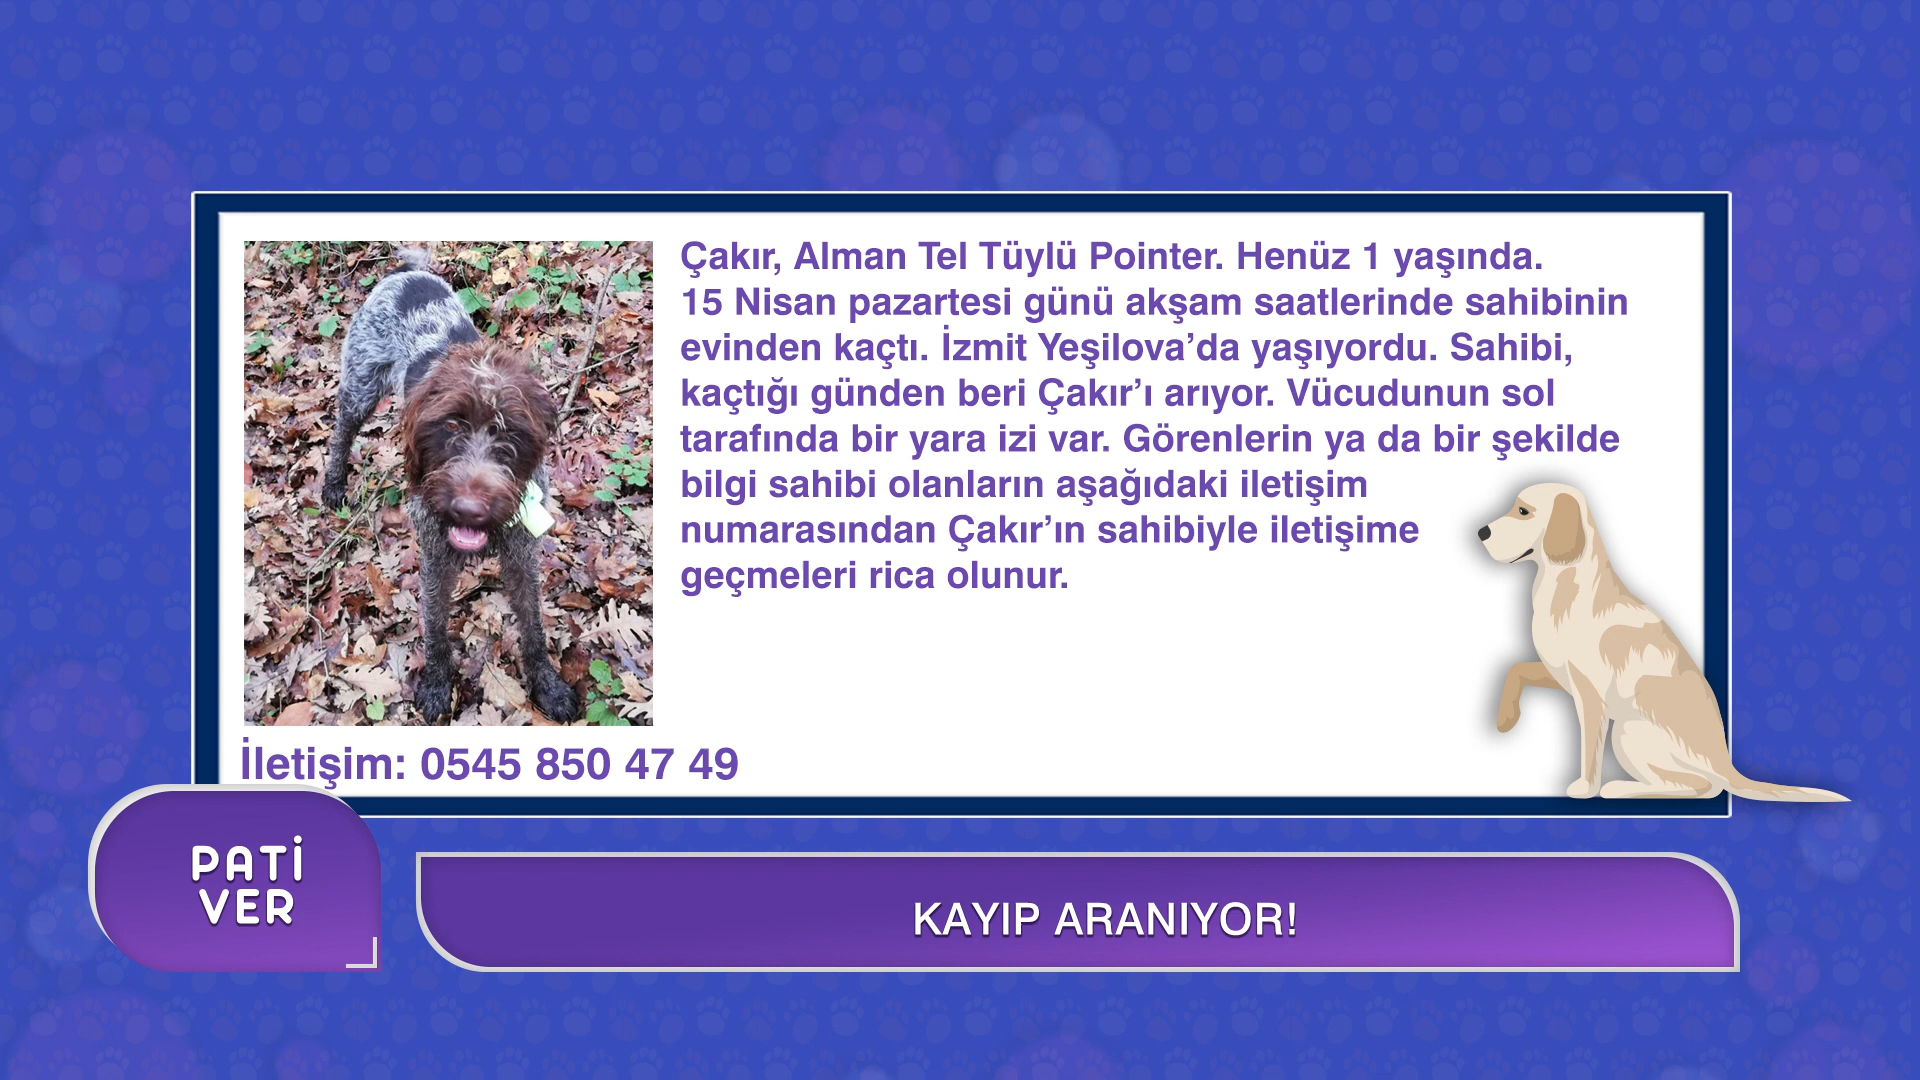 Çakır, Alman Tel Tüylü Pointer. Henüz 1 yaşında.
15 Nisan pazartesi günü akşam saatlerinde sahibinin
evinden kaçtı. İzmit Yeşilova’da yaşıyordu. Sahibi,
kaçtığı günden beri Çakır’ı arıyor. Vücudunun sol
tarafında bir yara izi var. Görenlerin ya da bir şekilde
bilgi sahibi olanların aşağıdaki iletişim
numarasından Çakır’ın sahibiyle iletişime
geçmeleri rica olunur.
İletişim: 0545 850 47 49
PATİ
VER
KAYIP ARANIYOR!